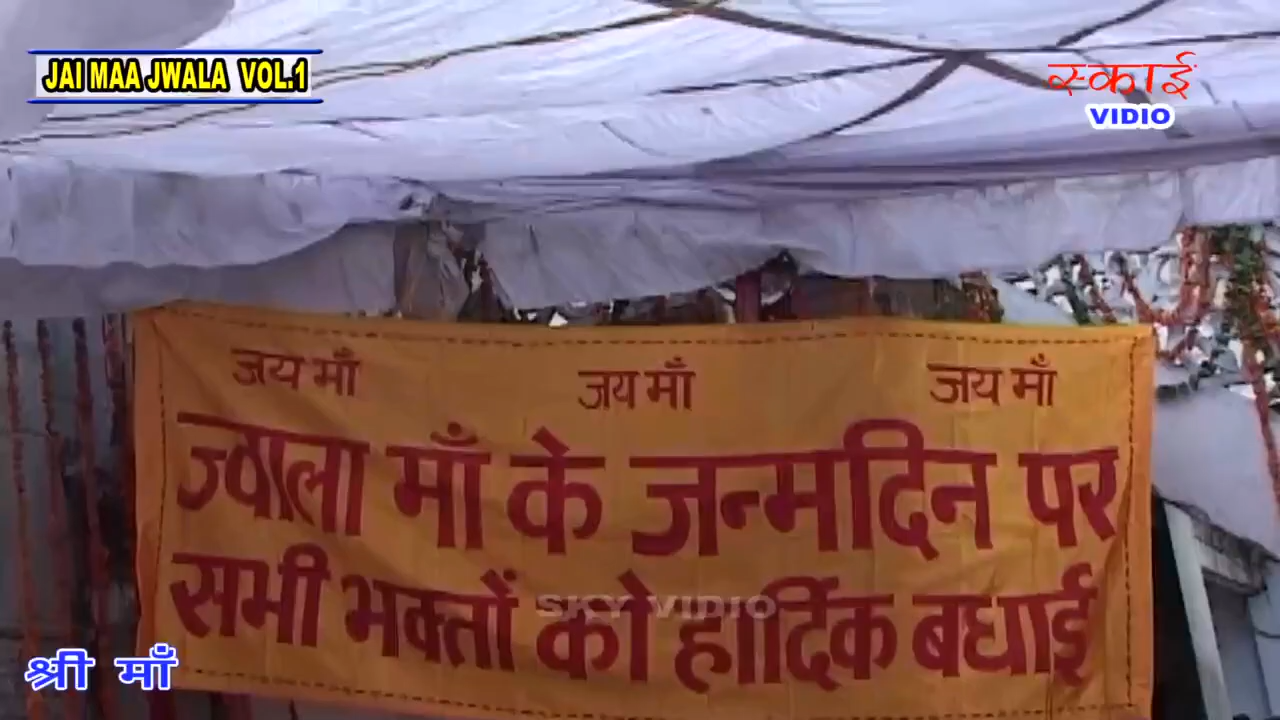 JAI MAA JWALA VOL.1
स्काई
VIDIO
जय माँ जय माँ जय माँ
ज्वाला माँ के जन्मदिन पर
सभी भक्तों को हार्दिक बधाई
SKY VIDIO
श्री माँ